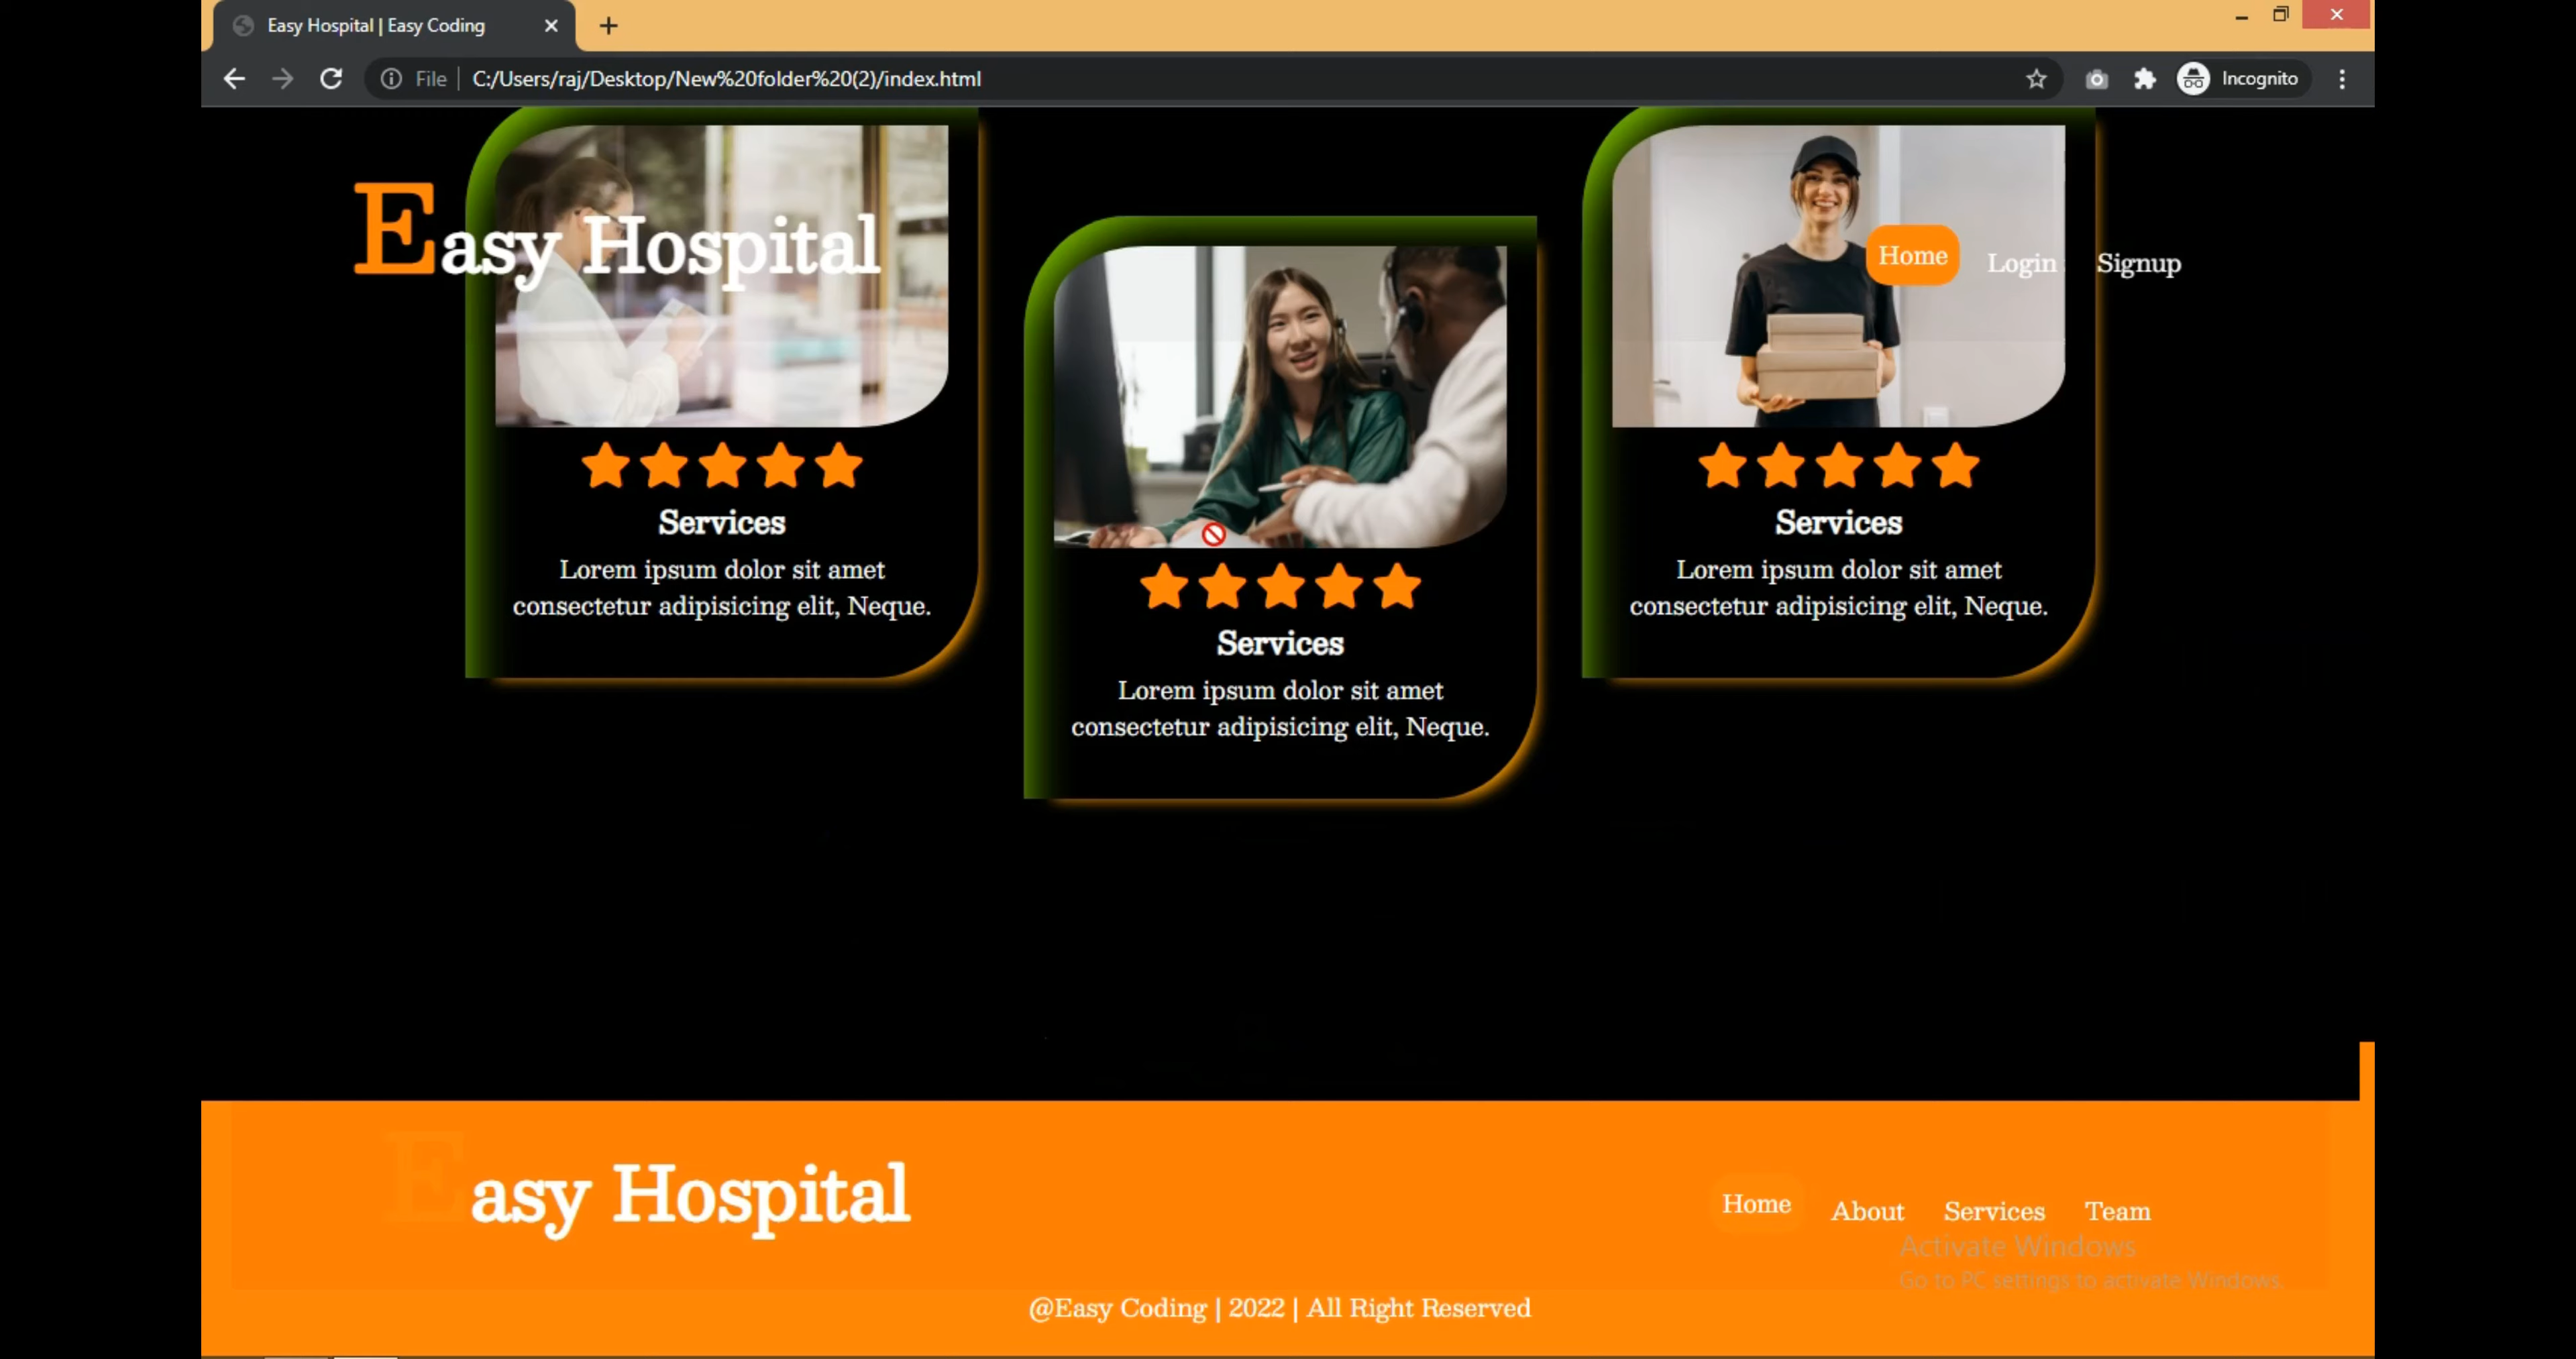 Easy Hospital | Easy Coding
File
C:/Users/raj/Desktop/New%20folder%20(2)/index.html
Incognito
Easy Hospital
Home
Login
Signup
Services
Lorem ipsum dolor sit amet
consectetur adipisicing elit, Neque.
Services
Lorem ipsum dolor sit amet
consectetur adipisicing elit, Neque.
Services
Lorem ipsum dolor sit amet
consectetur adipisicing elit, Neque.
Easy Hospital
Home
About
Services
Team
Activate Windows
Go to PC settings to activate Windows.
@Easy Coding | 2022 | All Right Reserved